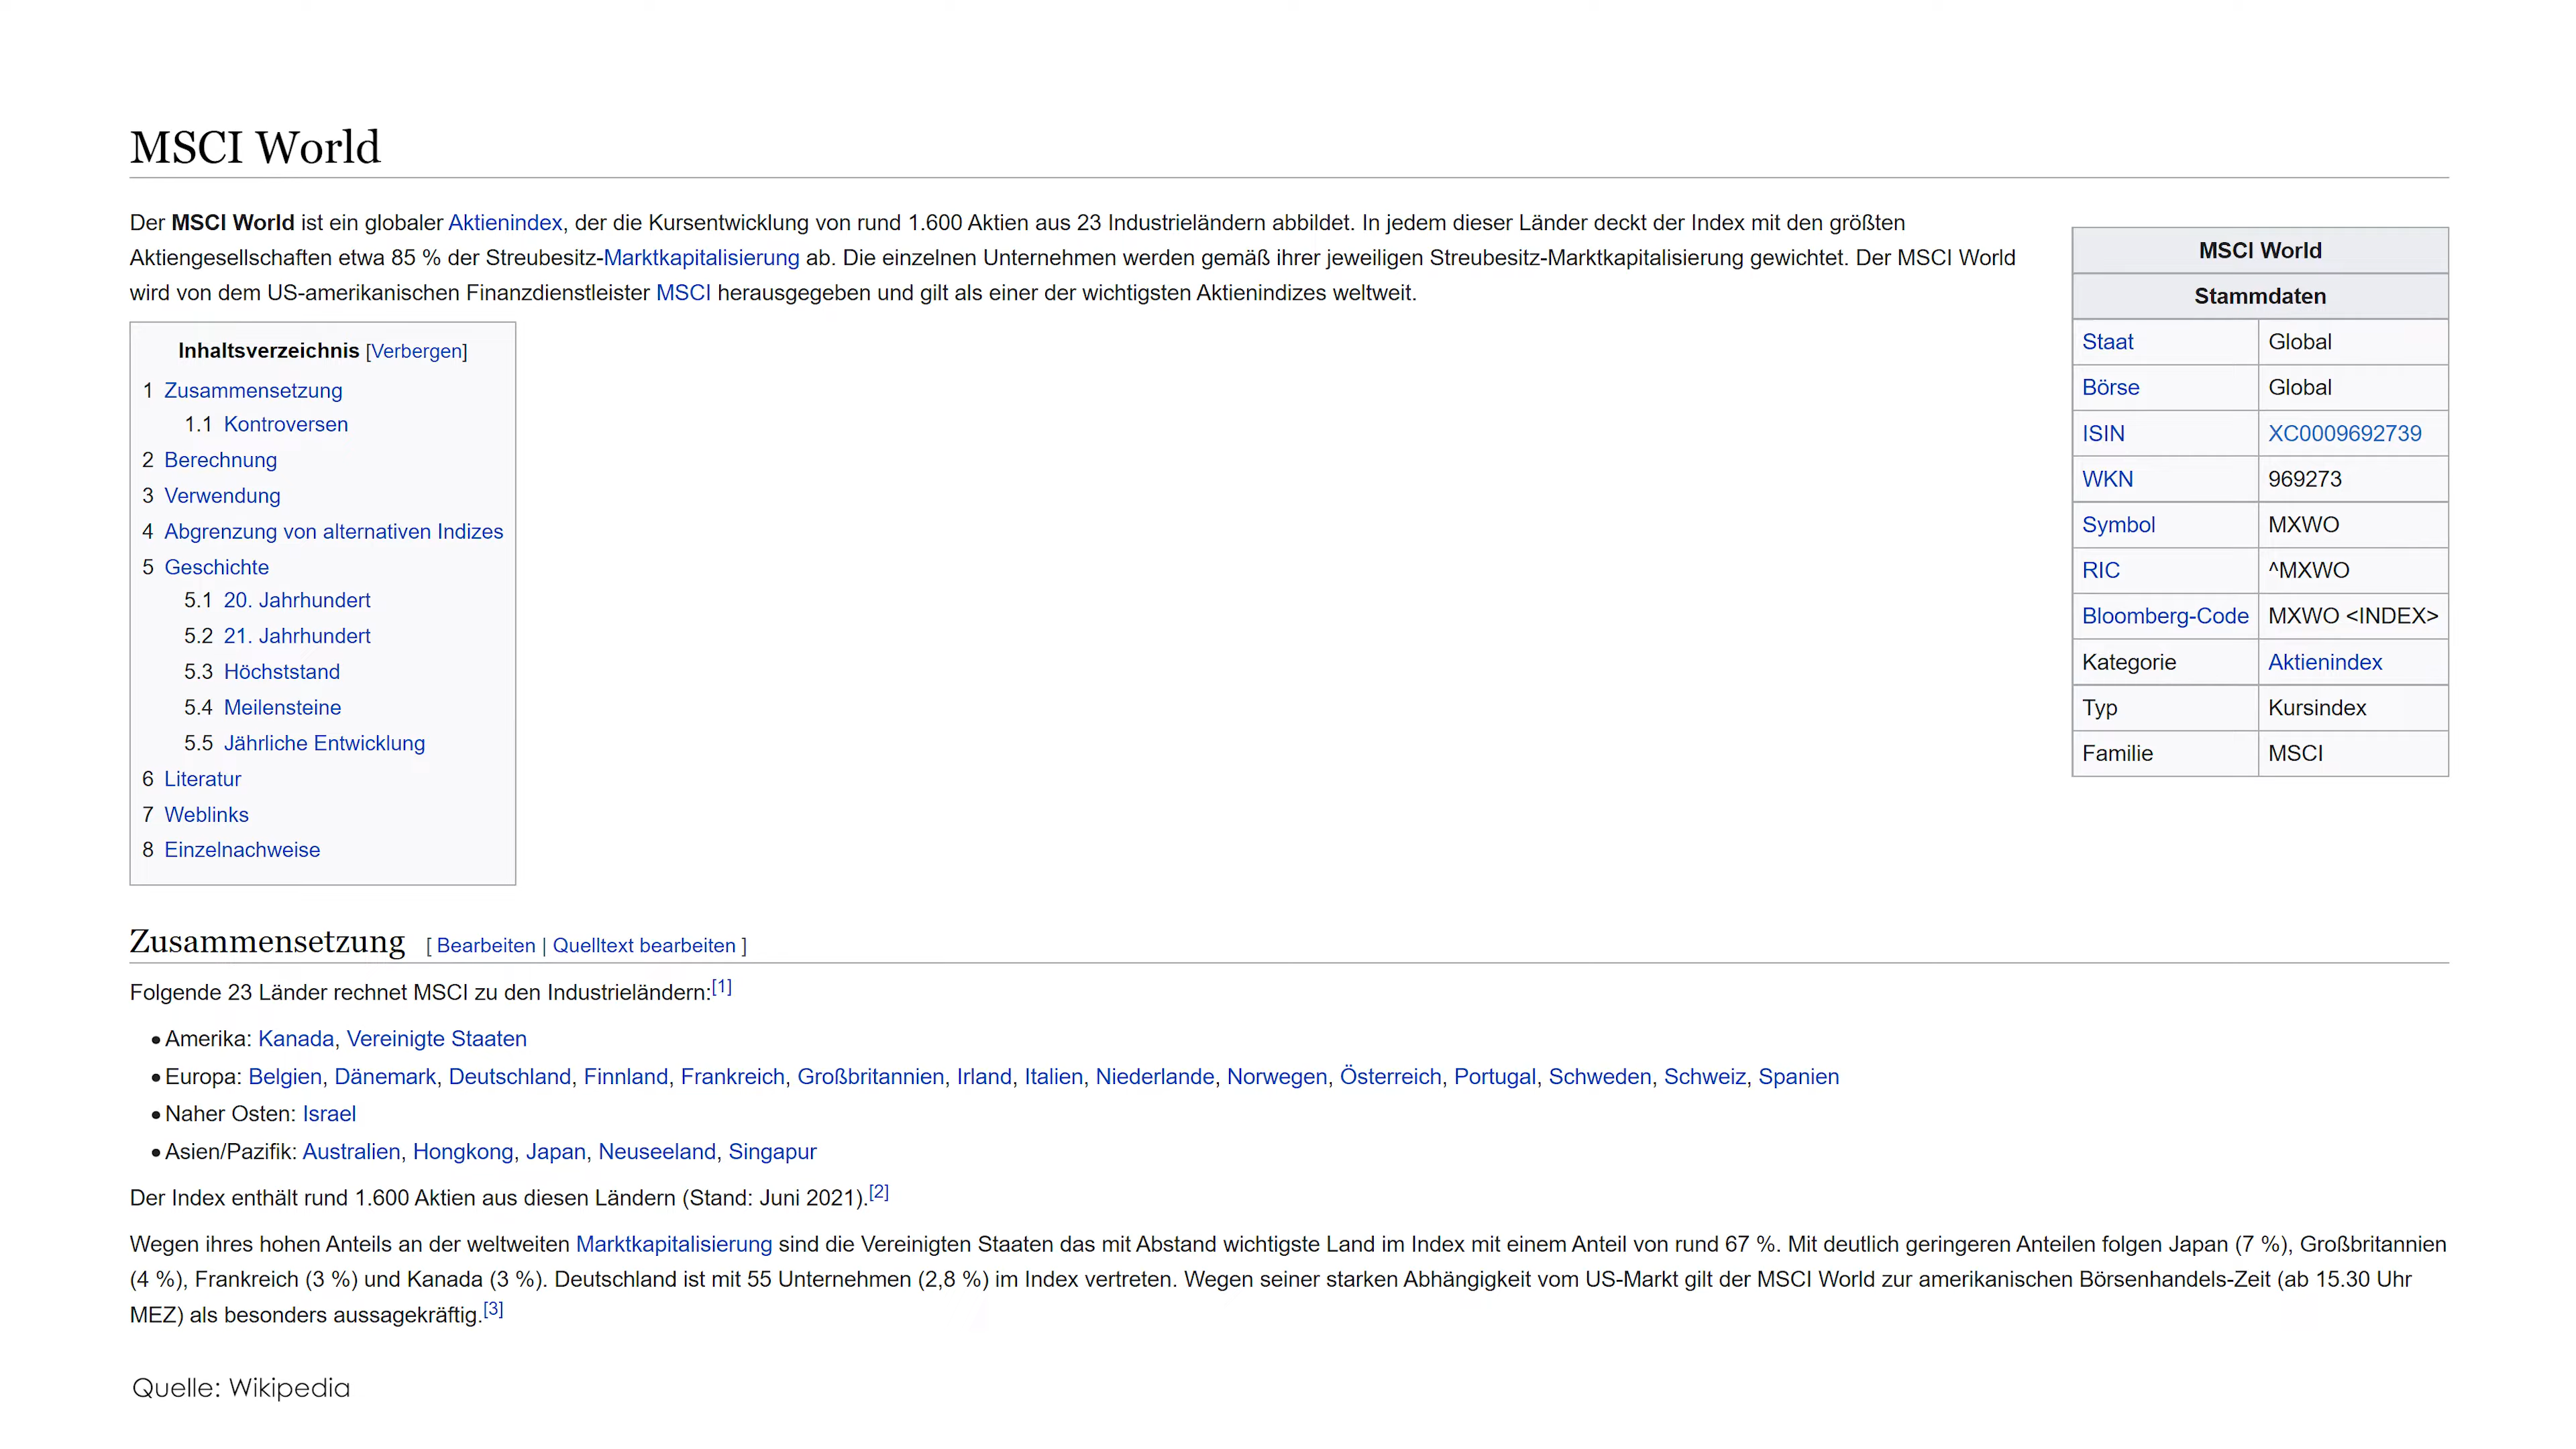 MSCI World
Der MSCI World ist ein globaler Aktienindex, der die Kursentwicklung von rund 1.600 Aktien aus 23 Industrieländern abbildet. In jedem dieser Länder deckt der Index mit den größten
Aktiengesellschaften etwa 85 % der Streubesitz-Marktkapitalisierung ab. Die einzelnen Unternehmen werden gemäß ihrer jeweiligen Streubesitz-Marktkapitalisierung gewichtet. Der MSCI World
wird von dem US-amerikanischen Finanzdienstleister MSCI herausgegeben und gilt als einer der wichtigsten Aktienindizes weltweit.
Inhaltsverzeichnis [Verbergen]
1 Zusammensetzung
1.1 Kontroversen
2 Berechnung
3 Verwendung
4 Abgrenzung von alternativen Indizes
5 Geschichte
5.1 20. Jahrhundert
5.2 21. Jahrhundert
5.3 Höchststand
5.4 Meilensteine
5.5 Jährliche Entwicklung
6 Literatur
7 Weblinks
8 Einzelnachweise
MSCI World
Stammdaten
Staat Global
Börse Global
ISIN XC0009692739
WKN 969273
Symbol MXWO
RIC ^MXWO
Bloomberg-Code MXWO <INDEX>
Kategorie Aktienindex
Typ Kursindex
Familie MSCI
Zusammensetzung [ Bearbeiten | Quelltext bearbeiten ]
Folgende 23 Länder rechnet MSCI zu den Industrieländern:[1]
• Amerika: Kanada, Vereinigte Staaten
• Europa: Belgien, Dänemark, Deutschland, Finnland, Frankreich, Großbritannien, Irland, Italien, Niederlande, Norwegen, Österreich, Portugal, Schweden, Schweiz, Spanien
• Naher Osten: Israel
• Asien/Pazifik: Australien, Hongkong, Japan, Neuseeland, Singapur
Der Index enthält rund 1.600 Aktien aus diesen Ländern (Stand: Juni 2021).[2]
Wegen ihres hohen Anteils an der weltweiten Marktkapitalisierung sind die Vereinigten Staaten das mit Abstand wichtigste Land im Index mit einem Anteil von rund 67 %. Mit deutlich geringeren Anteilen folgen Japan (7 %), Großbritannien
(4 %), Frankreich (3 %) und Kanada (3 %). Deutschland ist mit 55 Unternehmen (2,8 %) im Index vertreten. Wegen seiner starken Abhängigkeit vom US-Markt gilt der MSCI World zur amerikanischen Börsenhandels-Zeit (ab 15.30 Uhr
MEZ) als besonders aussagekräftig.[3]
Quelle: Wikipedia